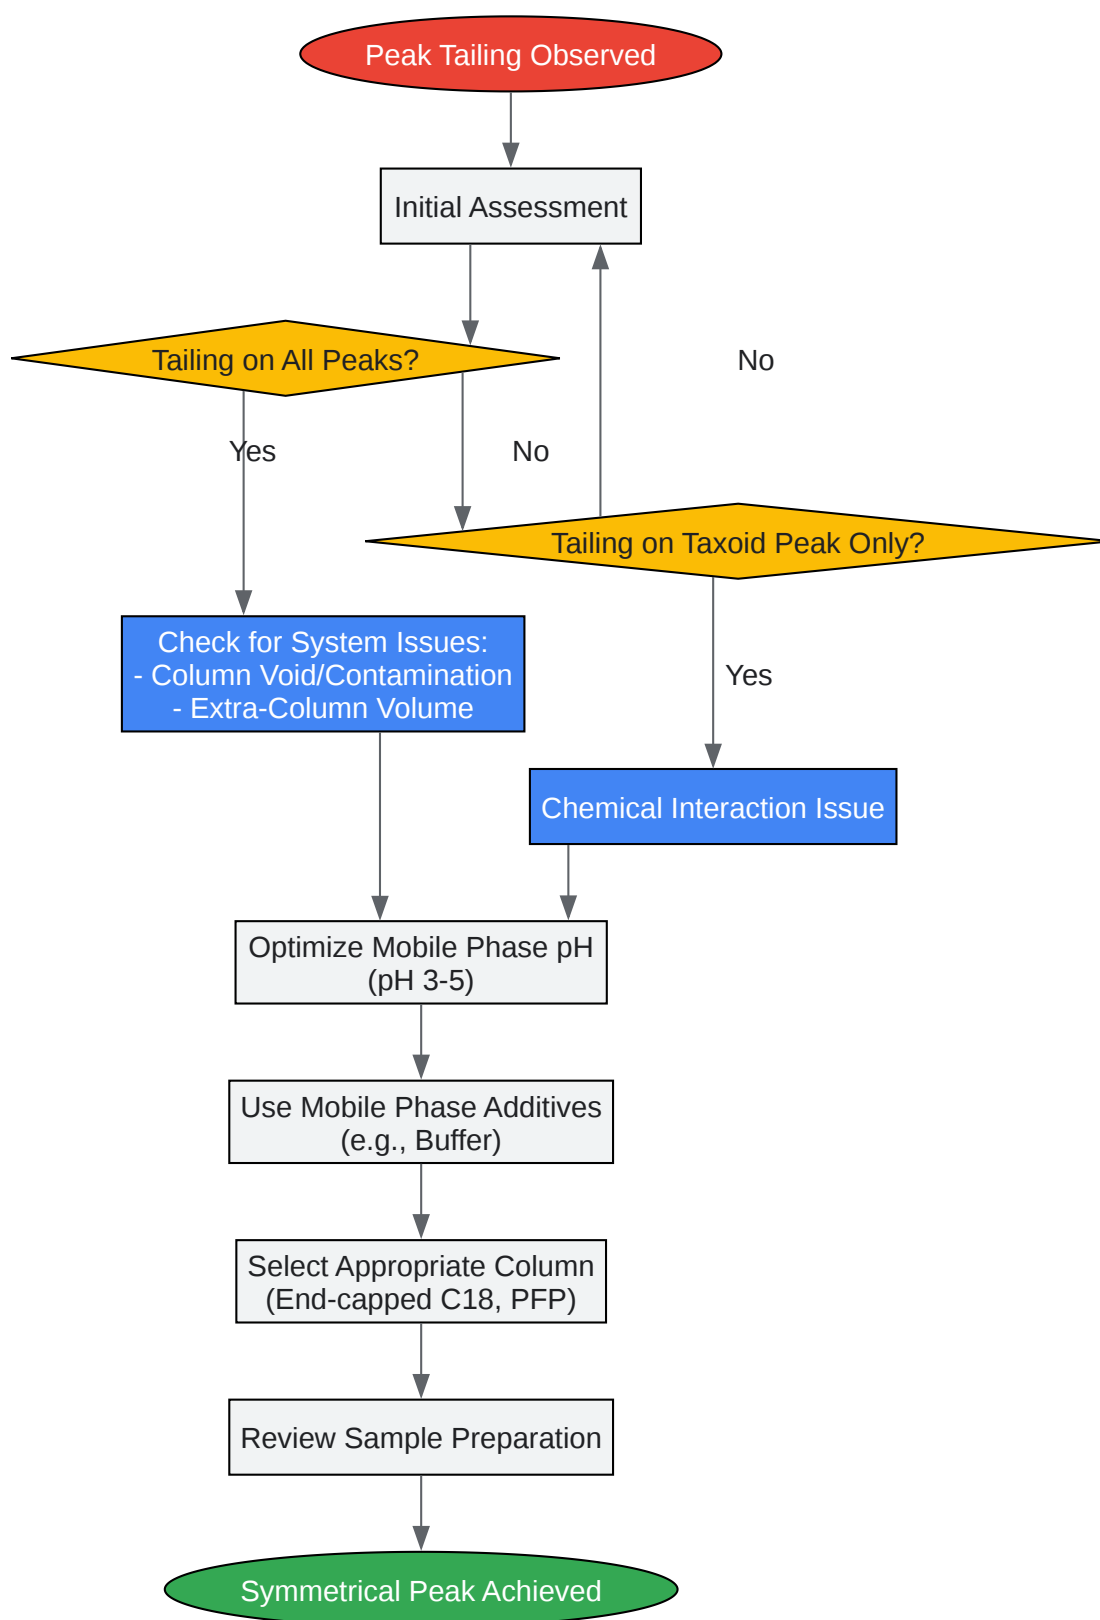 Peak Tailing Observed
Initial Assessment
Tailing on All Peaks?
No
Yes
No
Tailing on Taxoid Peak Only?
Check for System Issues:
- Column Void/Contamination
- Extra-Column Volume
Yes
Chemical Interaction Issue
Optimize Mobile Phase pH
(pH 3-5)
Use Mobile Phase Additives
(e.g., Buffer)
Select Appropriate Column
(End-capped C18, PFP)
Review Sample Preparation
Symmetrical Peak Achieved